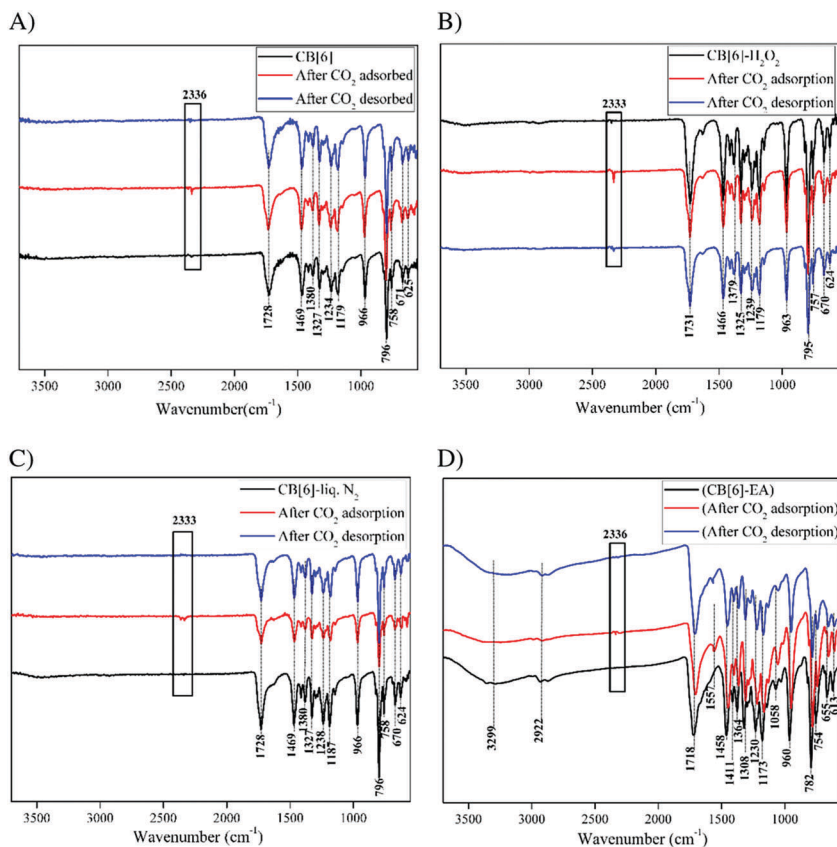 A)
CB[6]
After CO2 adsorbed
After CO2 desorbed
2336
1728
1469
1380
1327
1234
1179
966
796
758
671
625
3500 3000 2500 2000 1500 1000
Wavenumber(cm-1)
B)
CB[6]-H2O2
After CO2 adsorption
After CO2 desorption
2333
1731
1466
1379
1325
1239
1179
963
795
757
670
624
3500 3000 2500 2000 1500 1000
Wavenumber (cm-1)
C)
CB[6]-liq. N2
After CO2 adsorption
After CO2 desorption
2333
1728
1469
1380
1327
1238
1187
966
796
758
670
624
3500 3000 2500 2000 1500 1000
Wavenumber (cm-1)
D)
(CB[6]-EA)
(After CO2 adsorption)
(After CO2 desorption)
2336
3299
2922
1718
1557
1458
1411
1364
1308
1230
1173
1058
960
782
754
655
613
3500 3000 2500 2000 1500 1000
Wavenumber (cm-1)